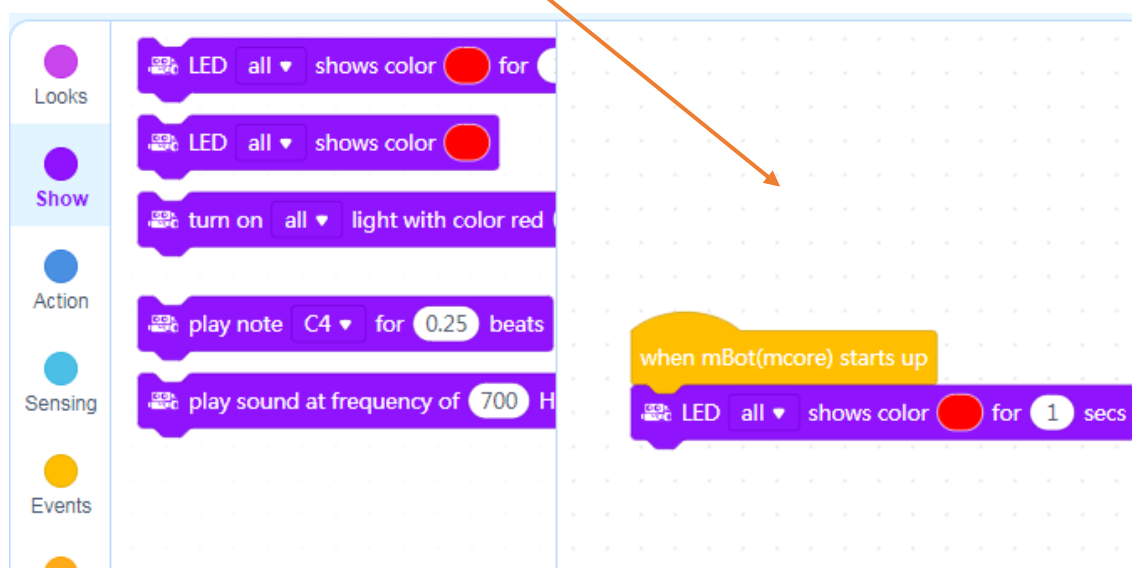 Looks
Show
Action
Sensing
Events
LED all shows color for
LED all shows color
turn on all light with color red
play note C4 for 0.25 beats
play sound at frequency of 700 H
when mBot(mcore) starts up
LED all shows color for 1 secs